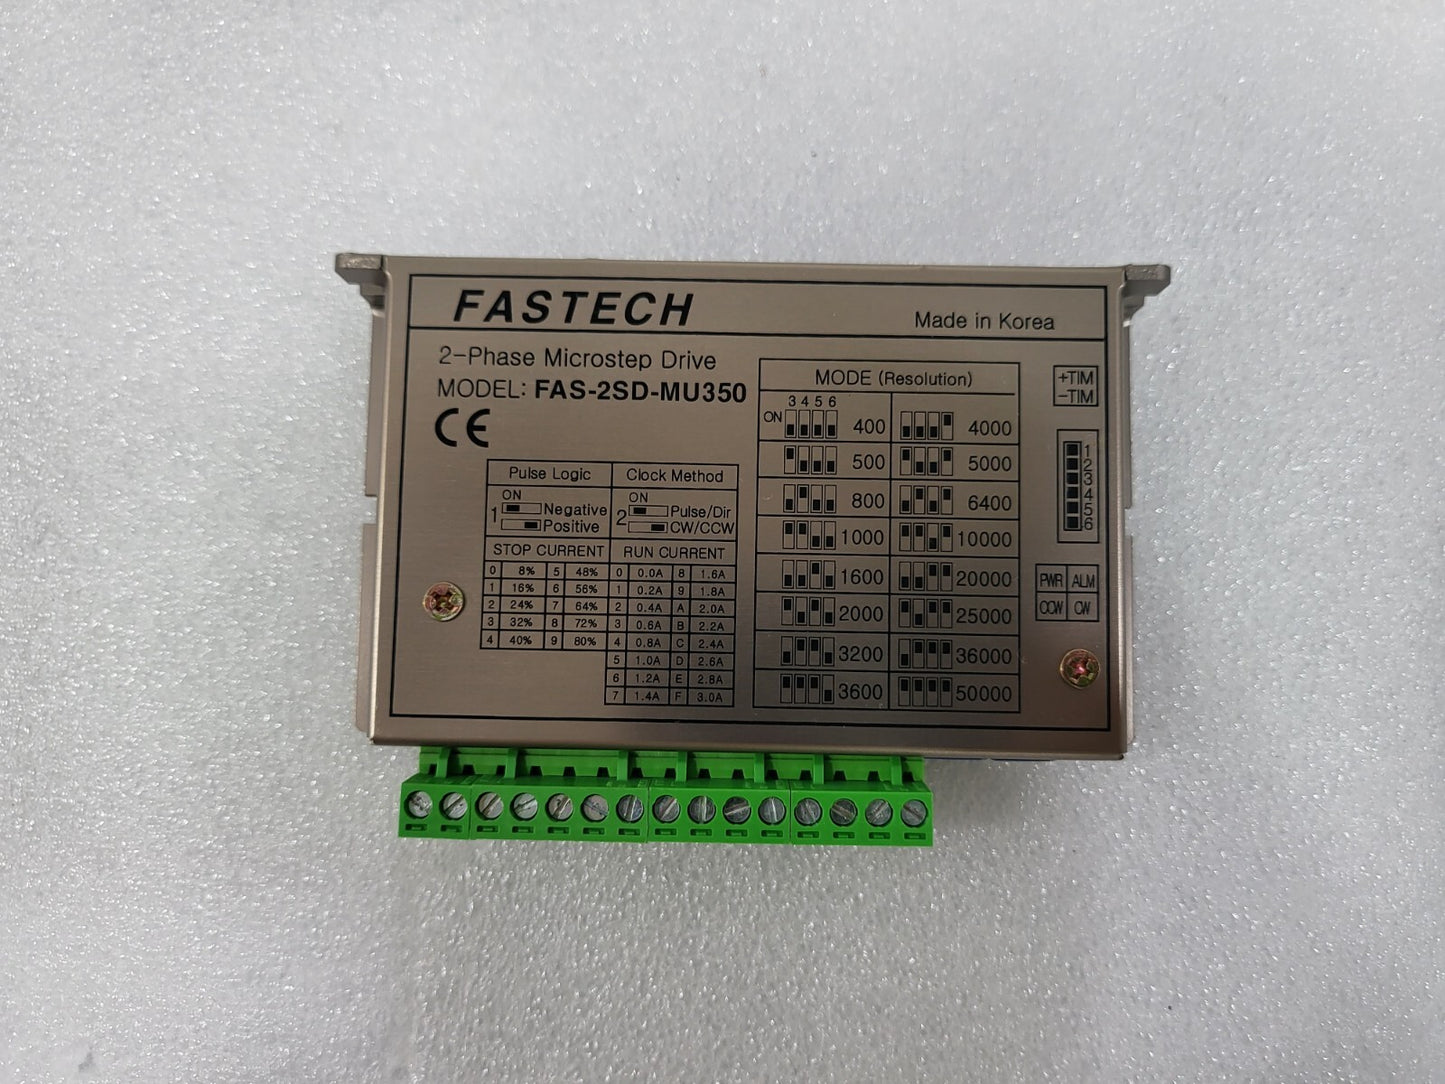 FASTECH
Made in Korea
2-Phase Microstep Drive
MODEL: FAS-2SD-MU350
CE
Pulse Logic Clock Method
ON ON
1 Negative 2 Pulse/Dir
Positive CW/CCW
STOP CURRENT RUN CURRENT
0 8% 5 48% 0 0.0A 8 1.6A
1 16% 6 56% 1 0.2A 9 1.8A
2 24% 7 64% 2 0.4A A 2.0A
3 32% 8 72% 3 0.6A B 2.2A
4 40% 9 80% 4 0.8A C 2.4A
5 1.0A D 2.6A
6 1.2A E 2.8A
7 1.4A F 3.0A
MODE (Resolution)
3 4 5 6
ON 400 4000
500 5000
800 6400
1000 10000
1600 20000
2000 25000
3200 36000
3600 50000
+TIM
-TIM
1
2
3
4
5
6
PWR ALM
CCW CW